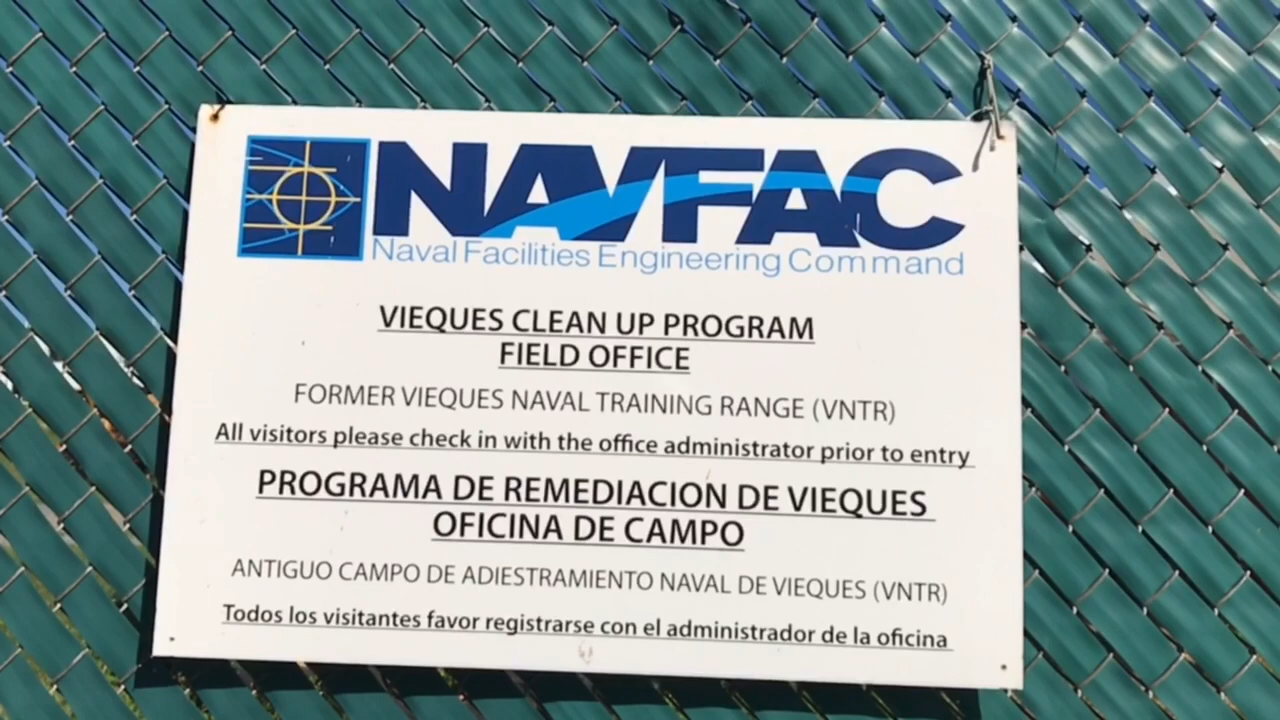 NAVFAC
Naval Facilities Engineering Command
VIEQUES CLEAN UP PROGRAM
FIELD OFFICE
FORMER VIEQUES NAVAL TRAINING RANGE (VNTR)
All visitors please check in with the office administrator prior to entry
PROGRAMA DE REMEDIACION DE VIEQUES
OFICINA DE CAMPO
ANTIGUO CAMPO DE ADIESTRAMIENTO NAVAL DE VIEQUES (VNTR)
Todos los visitantes favor registrarse con el administrador de la oficina